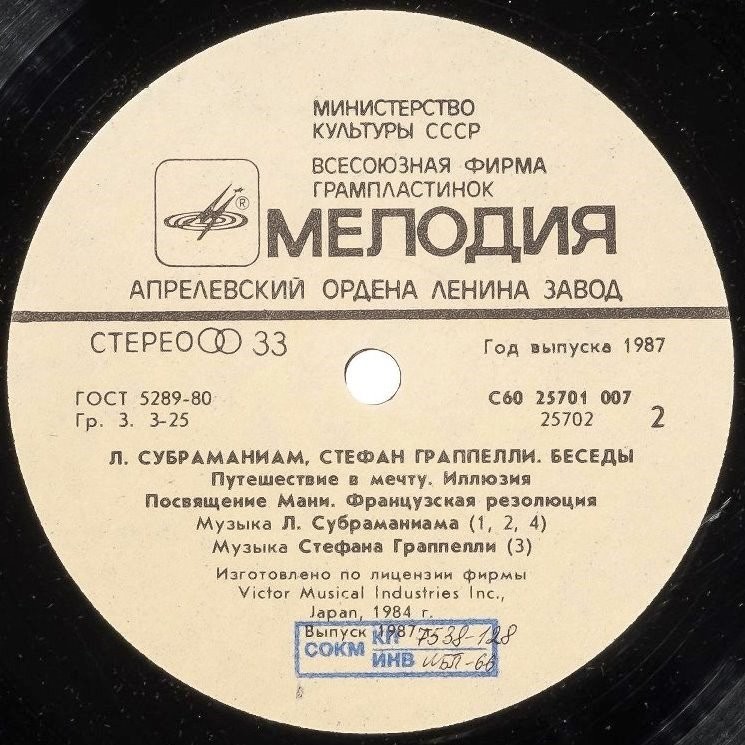 МИНИСТЕРСТВО
КУЛЬТУРЫ СССР
ВСЕСОЮЗНАЯ ФИРМА
ГРАМПЛАСТИНОК
®
МЕЛОДИЯ
АПРЕЛЕВСКИЙ ОРДЕНА ЛЕНИНА ЗАВОД
СТЕРЕО 33
Год выпуска 1987
ГОСТ 5289-80
С60 25701 007
Гр. 3. 3-25
25702 2
Л. СУБРАМАНИАМ, СТЕФАН ГРАППЕЛЛИ. БЕСЕДЫ
Путешествие в мечту. Иллюзия
Посвящение Мани. Французская резолюция
Музыка Л. Субраманиама (1, 2, 4)
Музыка Стефана Граппелли (3)
Изготовлено по лицензии фирмы
Victor Musical Industries Inc.,
Japan, 1984 г.
Выпуск 1987
СОКМ КП 7538-128
ИНВ